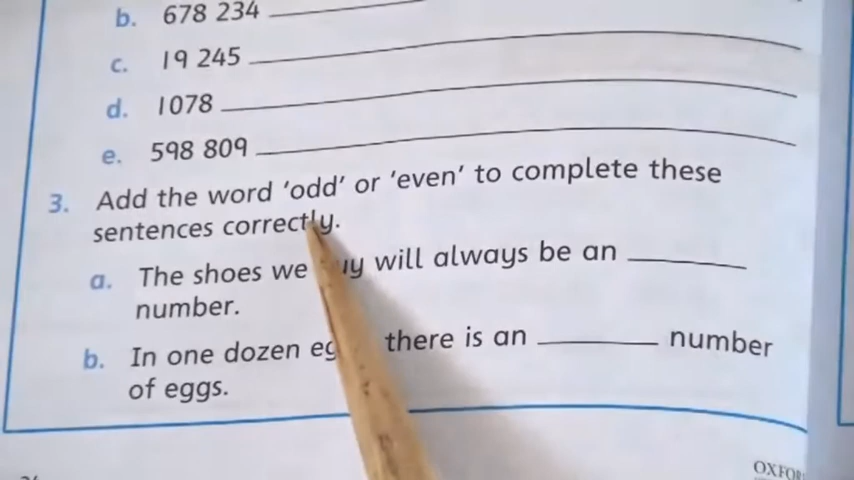 b. 678 234
c. 19 245
d. 1078
e. 598 809
3. Add the word 'odd' or 'even' to complete these
sentences correctly.
a. The shoes we will always be an
number.
b. In one dozen there is an number
of eggs.